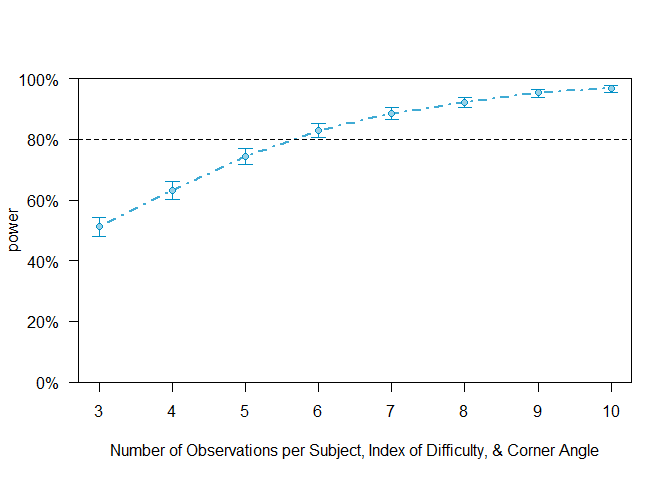 100%
80%
60%
40%
20%
0%
power
3 4 5 6 7 8 9 10
Number of Observations per Subject, Index of Difficulty, & Corner Angle